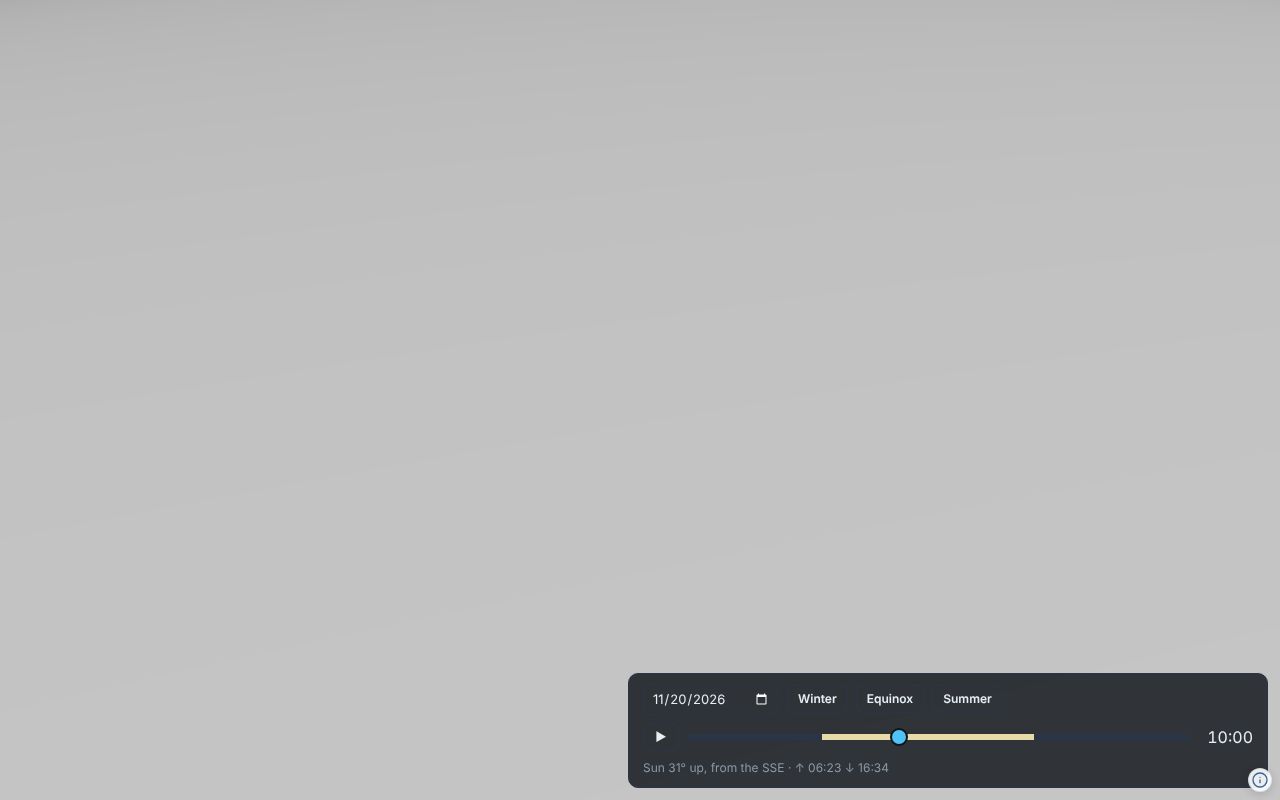 11/20/2026 Winter Equinox Summer
10:00
Sun 31° up, from the SSE · ↑ 06:23 ↓ 16:34